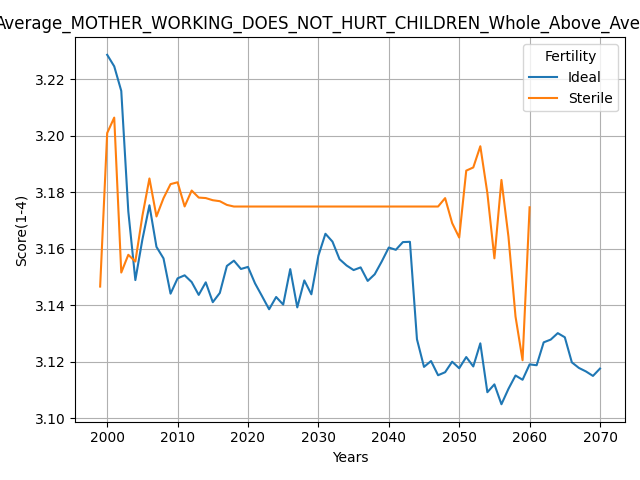 Average_MOTHER_WORKING_DOES_NOT_HURT_CHILDREN_Whole_Above_Ave
Fertility
Ideal
Sterile
Score(1-4)
3.22
3.20
3.18
3.16
3.14
3.12
3.10
2000 2010 2020 2030 2040 2050 2060 2070
Years